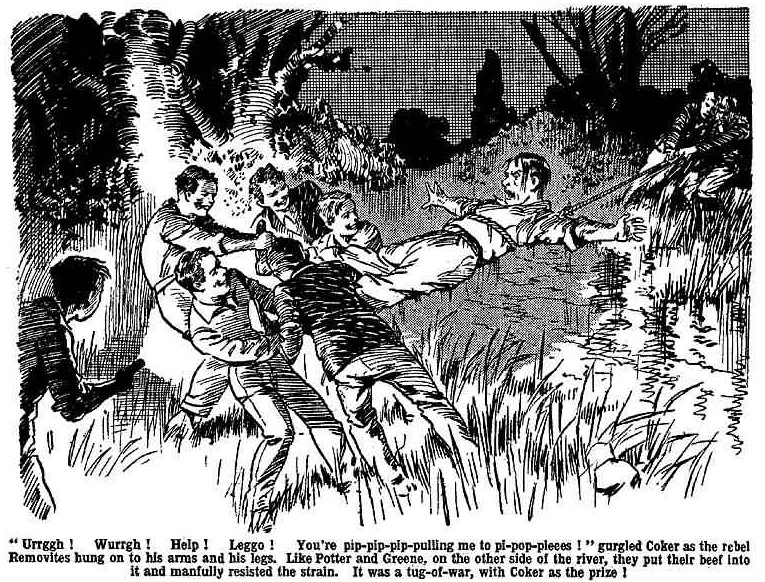 " Urrggh ! Wurrgh ! Help ! Leggo ! You're pip-pip-pip-pulling me to pi-pop-pieces ! " gurgled Coker as the rebel
Removites hung on to his arms and his legs. Like Potter and Greene, on the other side of the river, they put their beef into
it and manfully resisted the strain. It was a tug-of-war, with Coker as the prize !